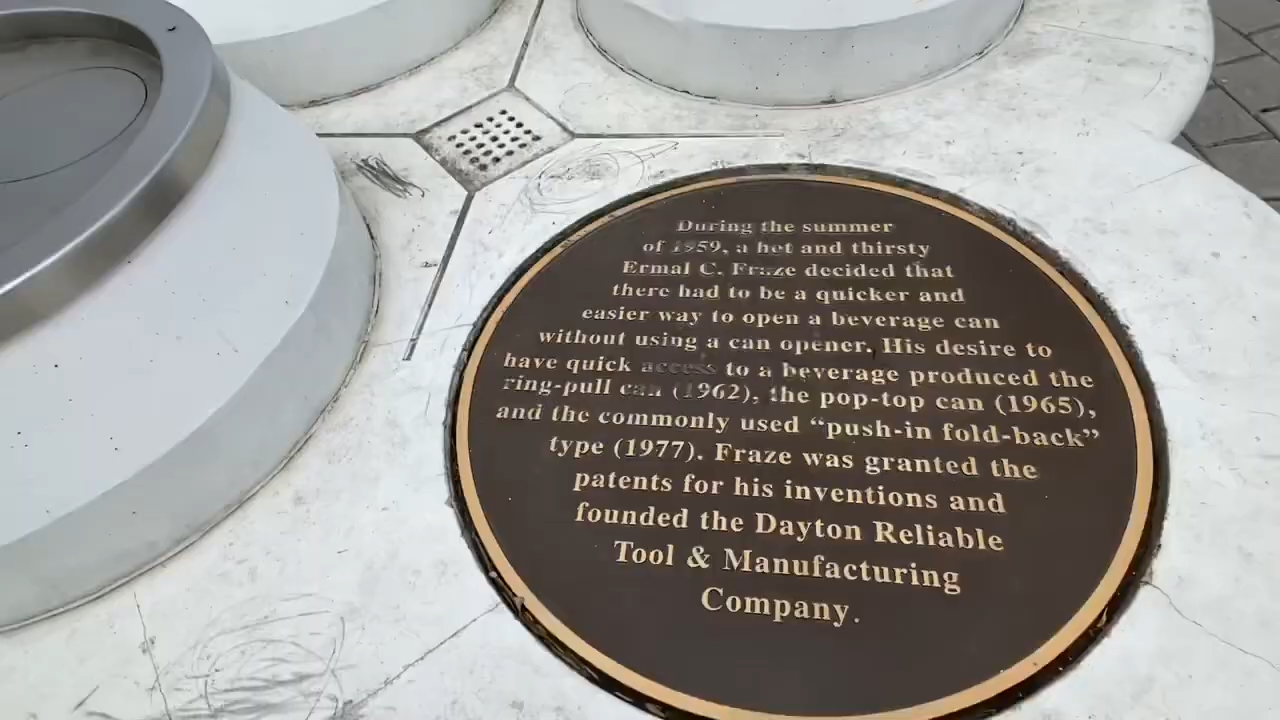 During the summer
of 1959, a hot and thirsty
Ermal C. Fraze decided that
there had to be a quicker and
easier way to open a beverage can
without using a can opener. His desire to
have quick access to a beverage produced the
ring-pull can (1962), the pop-top can (1965),
and the commonly used “push-in fold-back”
type (1977). Fraze was granted the
patents for his inventions and
founded the Dayton Reliable
Tool & Manufacturing
Company.